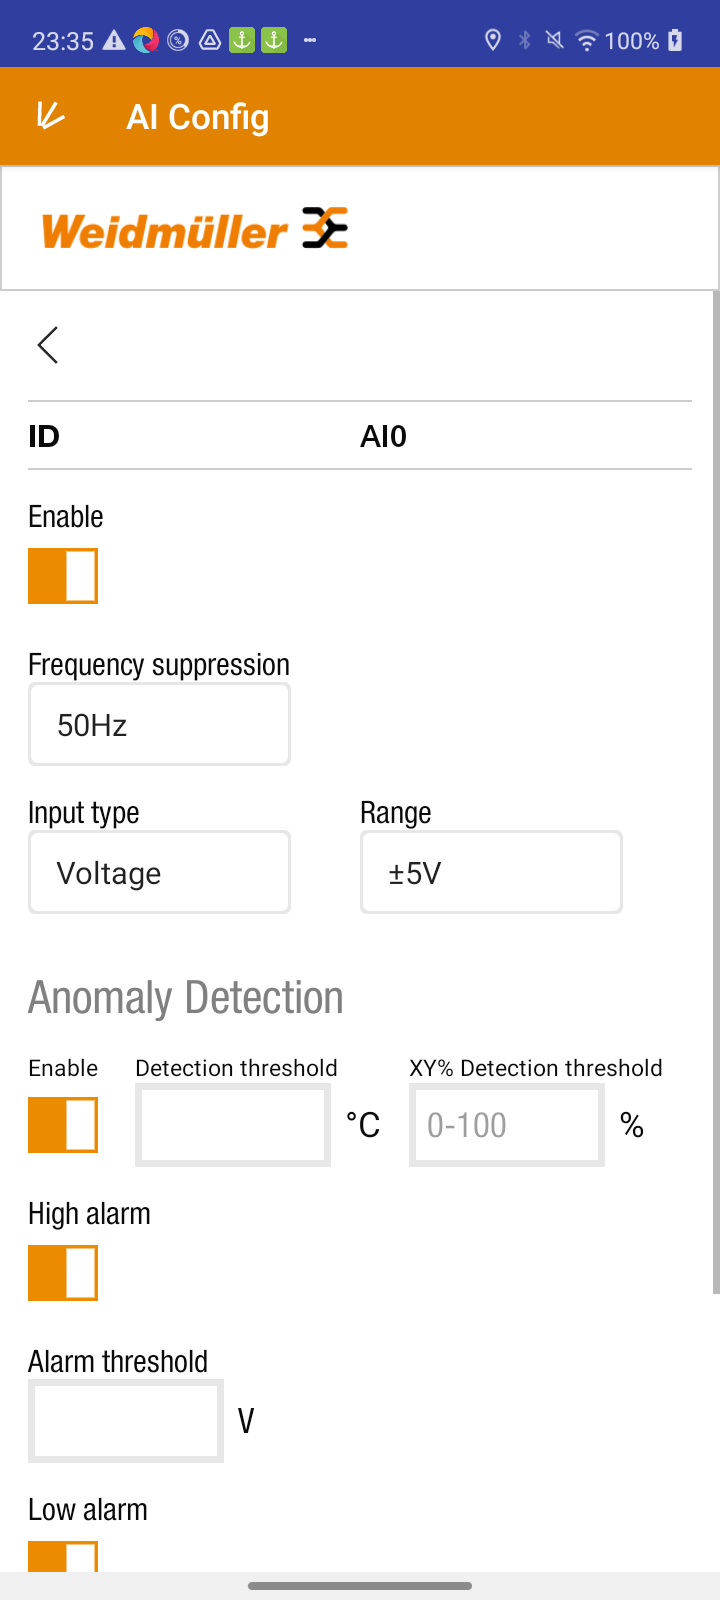 23:35 100%
AI Config
Weidmüller
ID AI0
Enable
Frequency suppression
50Hz
Input type Range
Voltage ±5V
Anomaly Detection
Enable Detection threshold XY% Detection threshold
°C 0-100 %
High alarm
Alarm threshold
V
Low alarm